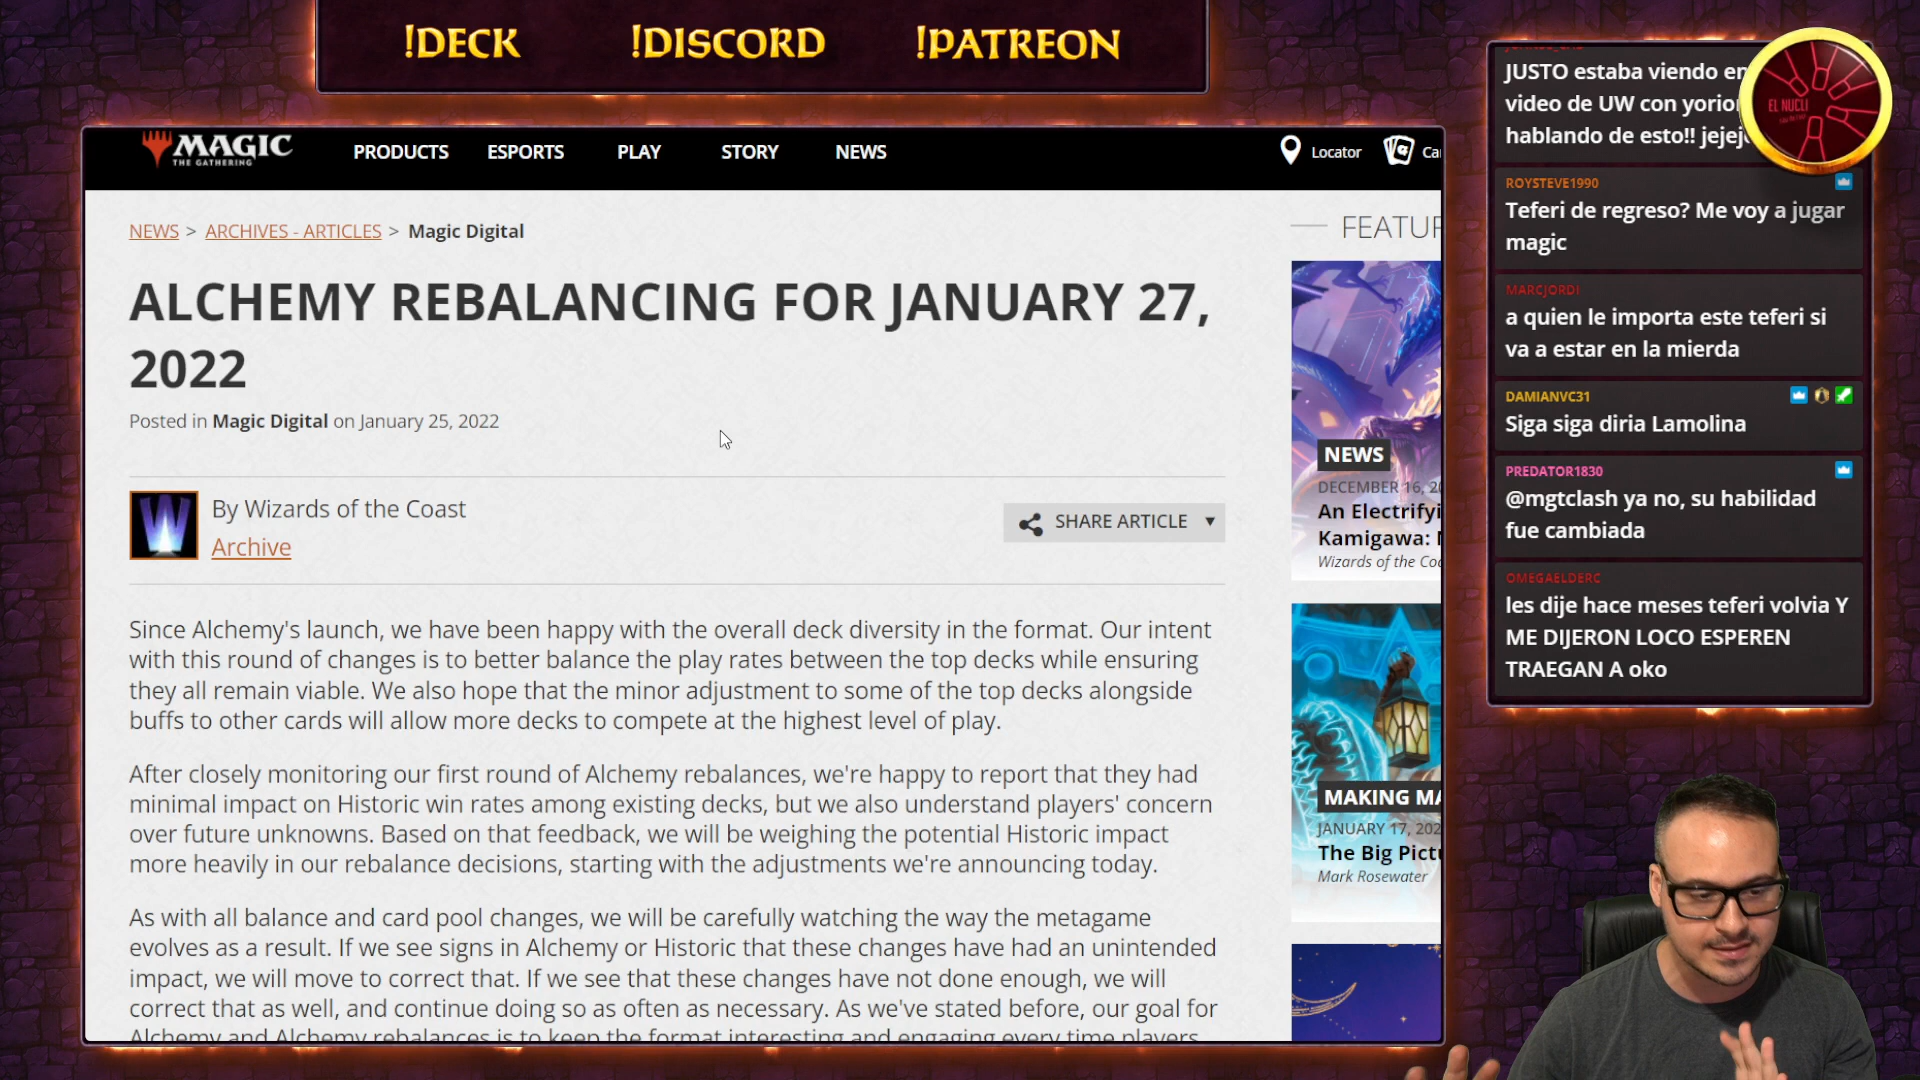 !DECK
!DISCORD
!PATREON
MAGIC
THE GATHERING
PRODUCTS
ESPORTS
PLAY
STORY
NEWS
Locator
NEWS > ARCHIVES - ARTICLES > Magic Digital
ALCHEMY REBALANCING FOR JANUARY 27,
2022
Posted in Magic Digital on January 25, 2022
By Wizards of the Coast
Archive
SHARE ARTICLE
Since Alchemy's launch, we have been happy with the overall deck diversity in the format. Our intent
with this round of changes is to better balance the play rates between the top decks while ensuring
they all remain viable. We also hope that the minor adjustment to some of the top decks alongside
buffs to other cards will allow more decks to compete at the highest level of play.
After closely monitoring our first round of Alchemy rebalances, we're happy to report that they had
minimal impact on Historic win rates among existing decks, but we also understand players' concern
over future unknowns. Based on that feedback, we will be weighing the potential Historic impact
more heavily in our rebalance decisions, starting with the adjustments we're announcing today.
As with all balance and card pool changes, we will be carefully watching the way the metagame
evolves as a result. If we see signs in Alchemy or Historic that these changes have had an unintended
impact, we will move to correct that. If we see that these changes have not done enough, we will
correct that as well, and continue doing so as often as necessary. As we've stated before, our goal for
Alchemy and Alchemy rebalances is to keep the format interesting and engaging every time players
FEATUR
NEWS
DECEMBER 16, 20
An Electrifyi
Kamigawa:
Wizards of the Coa
MAKING MA
JANUARY 17, 202
The Big Pictu
Mark Rosewater
JUSTO estaba viendo en
video de UW con yorion
hablando de esto!! jejeje
EL NUCLI
ROYSTEVE1990
Teferi de regreso? Me voy a jugar
magic
MARCJORDI
a quien le importa este teferi si
va a estar en la mierda
DAMIANVC31
Siga siga diria Lamolina
PREDATOR1830
@mgtclash ya no, su habilidad
fue cambiada
OMEGAELDERC
les dije hace meses teferi volvia Y
ME DIJERON LOCO ESPEREN
TRAEGAN A oko